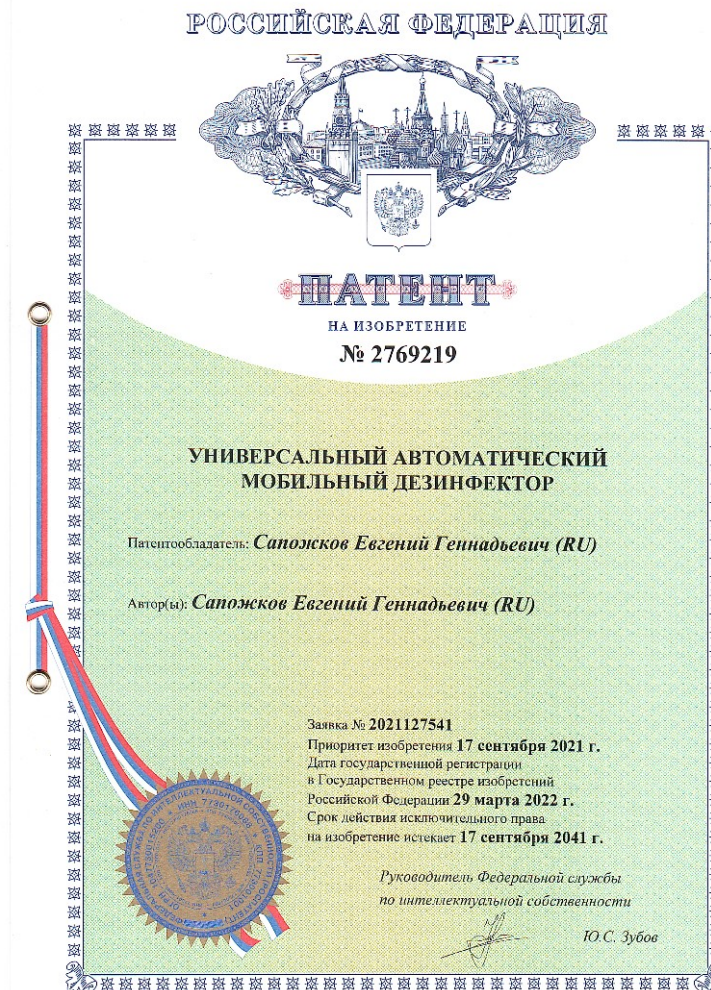 РОССИЙСКАЯ ФЕДЕРАЦИЯ
ПАТЕНТ
НА ИЗОБРЕТЕНИЕ
№ 2769219
УНИВЕРСАЛЬНЫЙ АВТОМАТИЧЕСКИЙ
МОБИЛЬНЫЙ ДЕЗИНФЕКТОР
Патентообладатель: Сапожков Евгений Геннадьевич (RU)
Автор(ы): Сапожков Евгений Геннадьевич (RU)
Заявка № 2021127541
Приоритет изобретения 17 сентября 2021 г.
Дата государственной регистрации
в Государственном реестре изобретений
Российской Федерации 29 марта 2022 г.
Срок действия исключительного права
на изобретение истекает 17 сентября 2041 г.
Руководитель Федеральной службы
по интеллектуальной собственности
Ю.С. Зубов